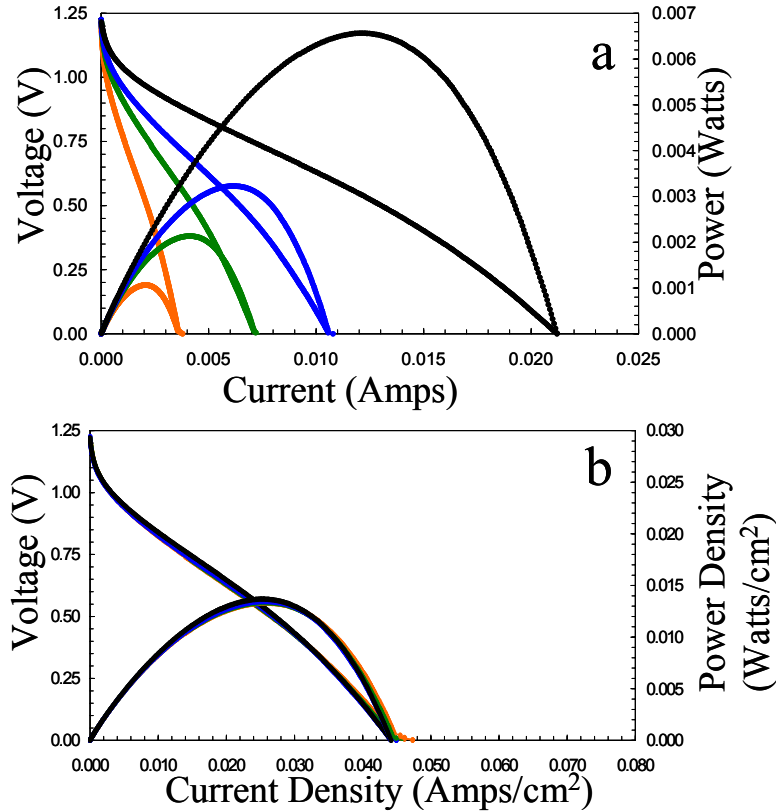 a
Voltage (V)
1.25
1.00
0.75
0.50
0.25
0.00
0.007
0.006
0.005
0.004
0.003
0.002
0.001
0.000
Power (Watts)
0.000 0.005 0.010 0.015 0.020 0.025
Current (Amps)
b
Voltage (V)
1.25
1.00
0.75
0.50
0.25
0.00
0.030
0.025
0.020
0.015
0.010
0.005
0.000
Power Density
(Watts/cm²)
0.000 0.010 0.020 0.030 0.040 0.050 0.060 0.070 0.080
Current Density (Amps/cm²)